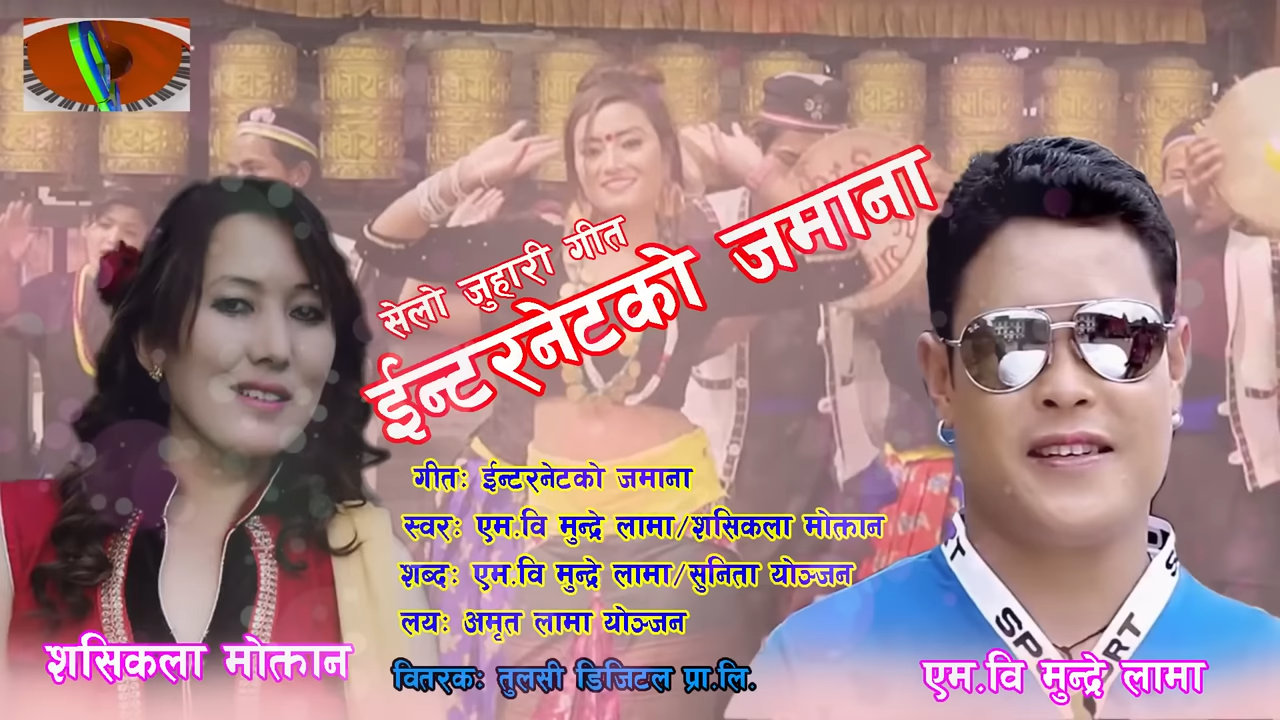 सेलो जुहारी गीत
ईन्टरनेटको जमाना
गीतः ईन्टरनेटको जमाना
स्वरः एम.वि मुन्द्रे लामा/शसिकला मोक्तान
शब्दः एम.वि मुन्द्रे लामा/सुनिता योञ्जन
लयः अमृत लामा योञ्जन
वितरकः तुलसी डिजिटल प्रा.लि.
शसिकला मोक्तान
एम.वि मुन्द्रे लामा
SPORT